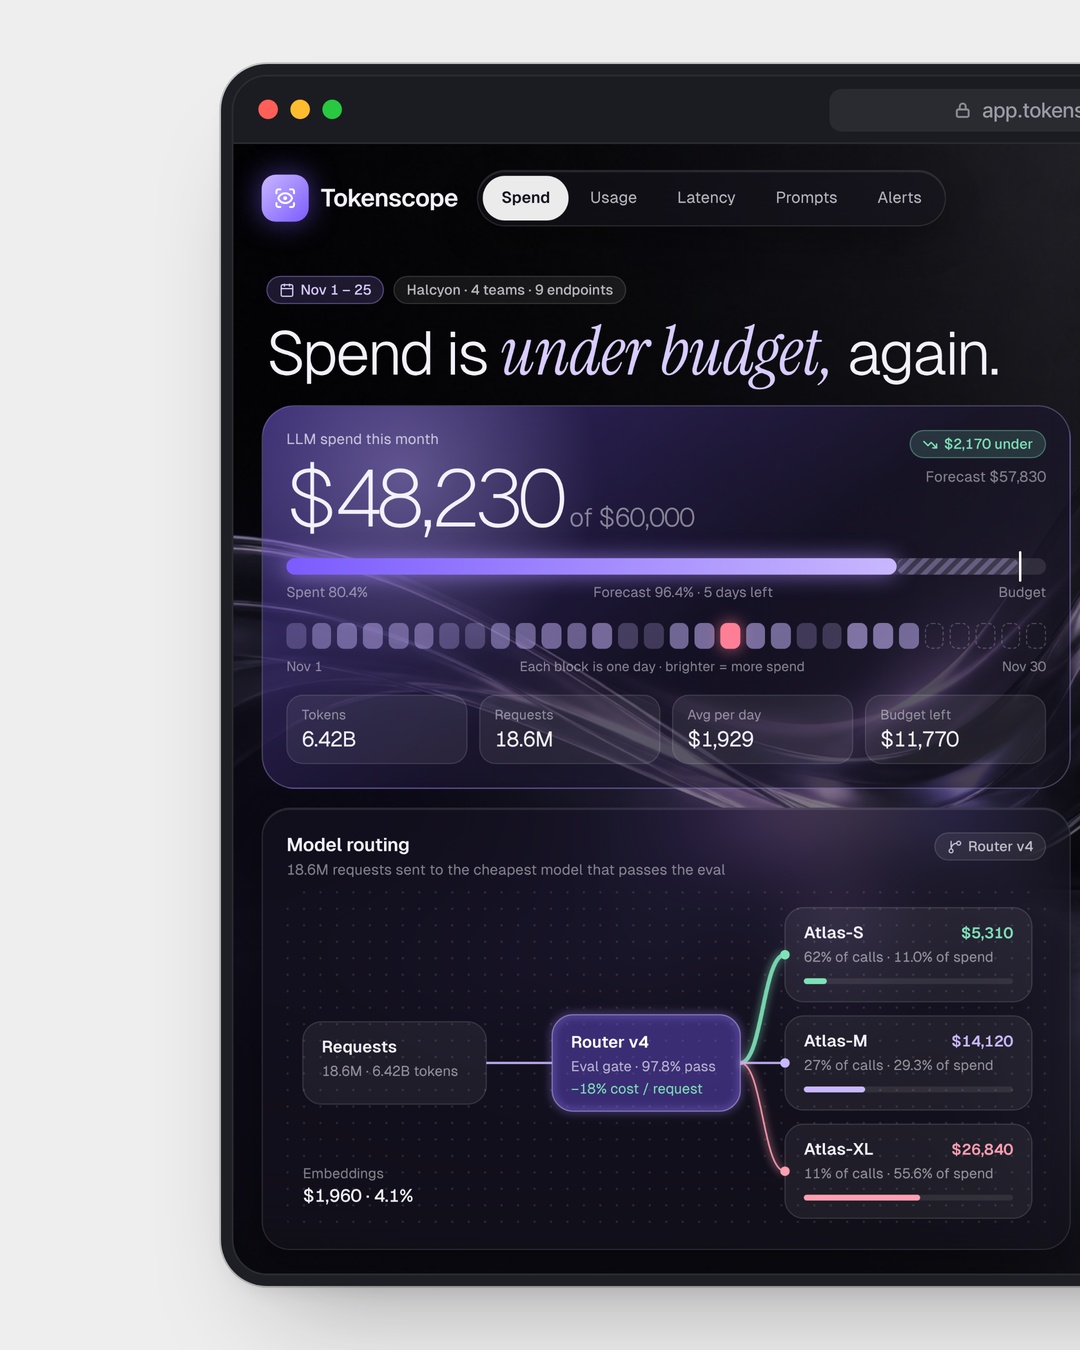 app.tokens
Tokenscope
Spend Usage Latency Prompts Alerts
Nov 1 – 25
Halcyon · 4 teams · 9 endpoints
Spend is under budget, again.
LLM spend this month
$2,170 under
Forecast $57,830
$48,230 of $60,000
Spent 80.4%
Forecast 96.4% · 5 days left
Budget
Nov 1
Each block is one day · brighter = more spend
Nov 30
Tokens
6.42B
Requests
18.6M
Avg per day
$1,929
Budget left
$11,770
Model routing
Router v4
18.6M requests sent to the cheapest model that passes the eval
Requests
18.6M · 6.42B tokens
Router v4
Eval gate · 97.8% pass
−18% cost / request
Atlas-S $5,310
62% of calls · 11.0% of spend
Atlas-M $14,120
27% of calls · 29.3% of spend
Atlas-XL $26,840
11% of calls · 55.6% of spend
Embeddings
$1,960 · 4.1%